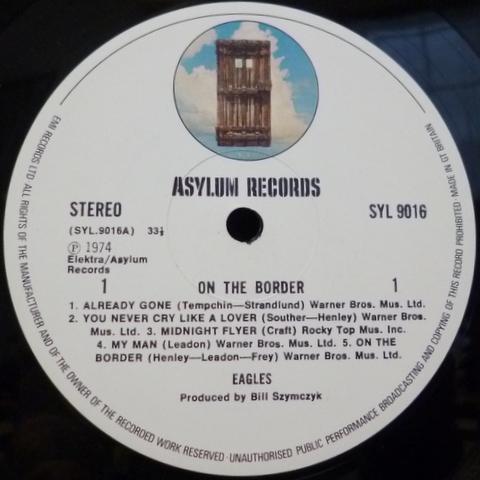 ASYLUM RECORDS
STEREO
SYL 9016
(SYL.9016A) 33⅓
Ⓟ 1974
Elektra/Asylum
Records
1 ON THE BORDER 1
1. ALREADY GONE (Tempchin—Strandlund) Warner Bros. Mus. Ltd.
2. YOU NEVER CRY LIKE A LOVER (Souther—Henley) Warner Bros.
Mus. Ltd. 3. MIDNIGHT FLYER (Craft) Rocky Top Mus. Inc.
4. MY MAN (Leadon) Warner Bros. Mus. Ltd. 5. ON THE
BORDER (Henley—Leadon—Frey) Warner Bros. Mus. Ltd.
EAGLES
Produced by Bill Szymczyk
EMI RECORDS LTD ALL RIGHTS OF THE MANUFACTURER AND OF THE OWNER OF THE RECORDED WORK RESERVED · UNAUTHORISED PUBLIC PERFORMANCE BROADCASTING AND COPYING OF THIS RECORD PROHIBITED · MADE IN GT BRITAIN